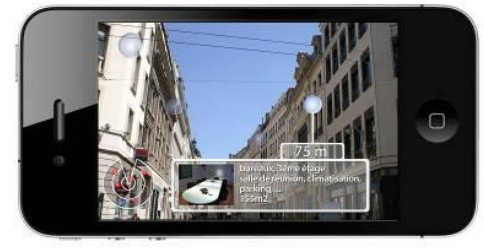 75 m
bureaux, 3ème étage
salle de réunion, climatisation,
parking, ...
155m2